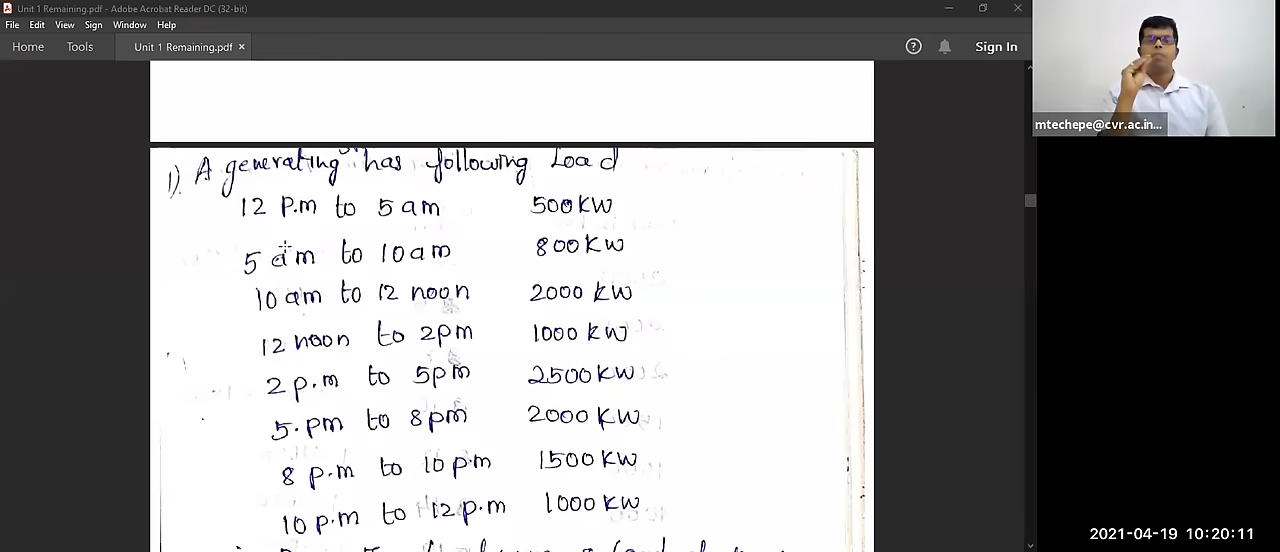 Unit 1 Remaining.pdf - Adobe Acrobat Reader DC (32-bit)
File Edit View Sign Window Help
Home Tools Unit 1 Remaining.pdf × Sign In
mtechepe@cvr.ac.in...
1) A generating has following Load
12 P.m to 5 am 500 KW
5 am to 10 am 800 KW
10 am to 12 noon 2000 KW
12 noon to 2pm 1000 KW
2 p.m to 5pm 2500 KW
5.pm to 8pm 2000 KW
8 p.m to 10 p.m 1500 KW
10 p.m to 12 p.m 1000 KW
2021-04-19 10:20:11